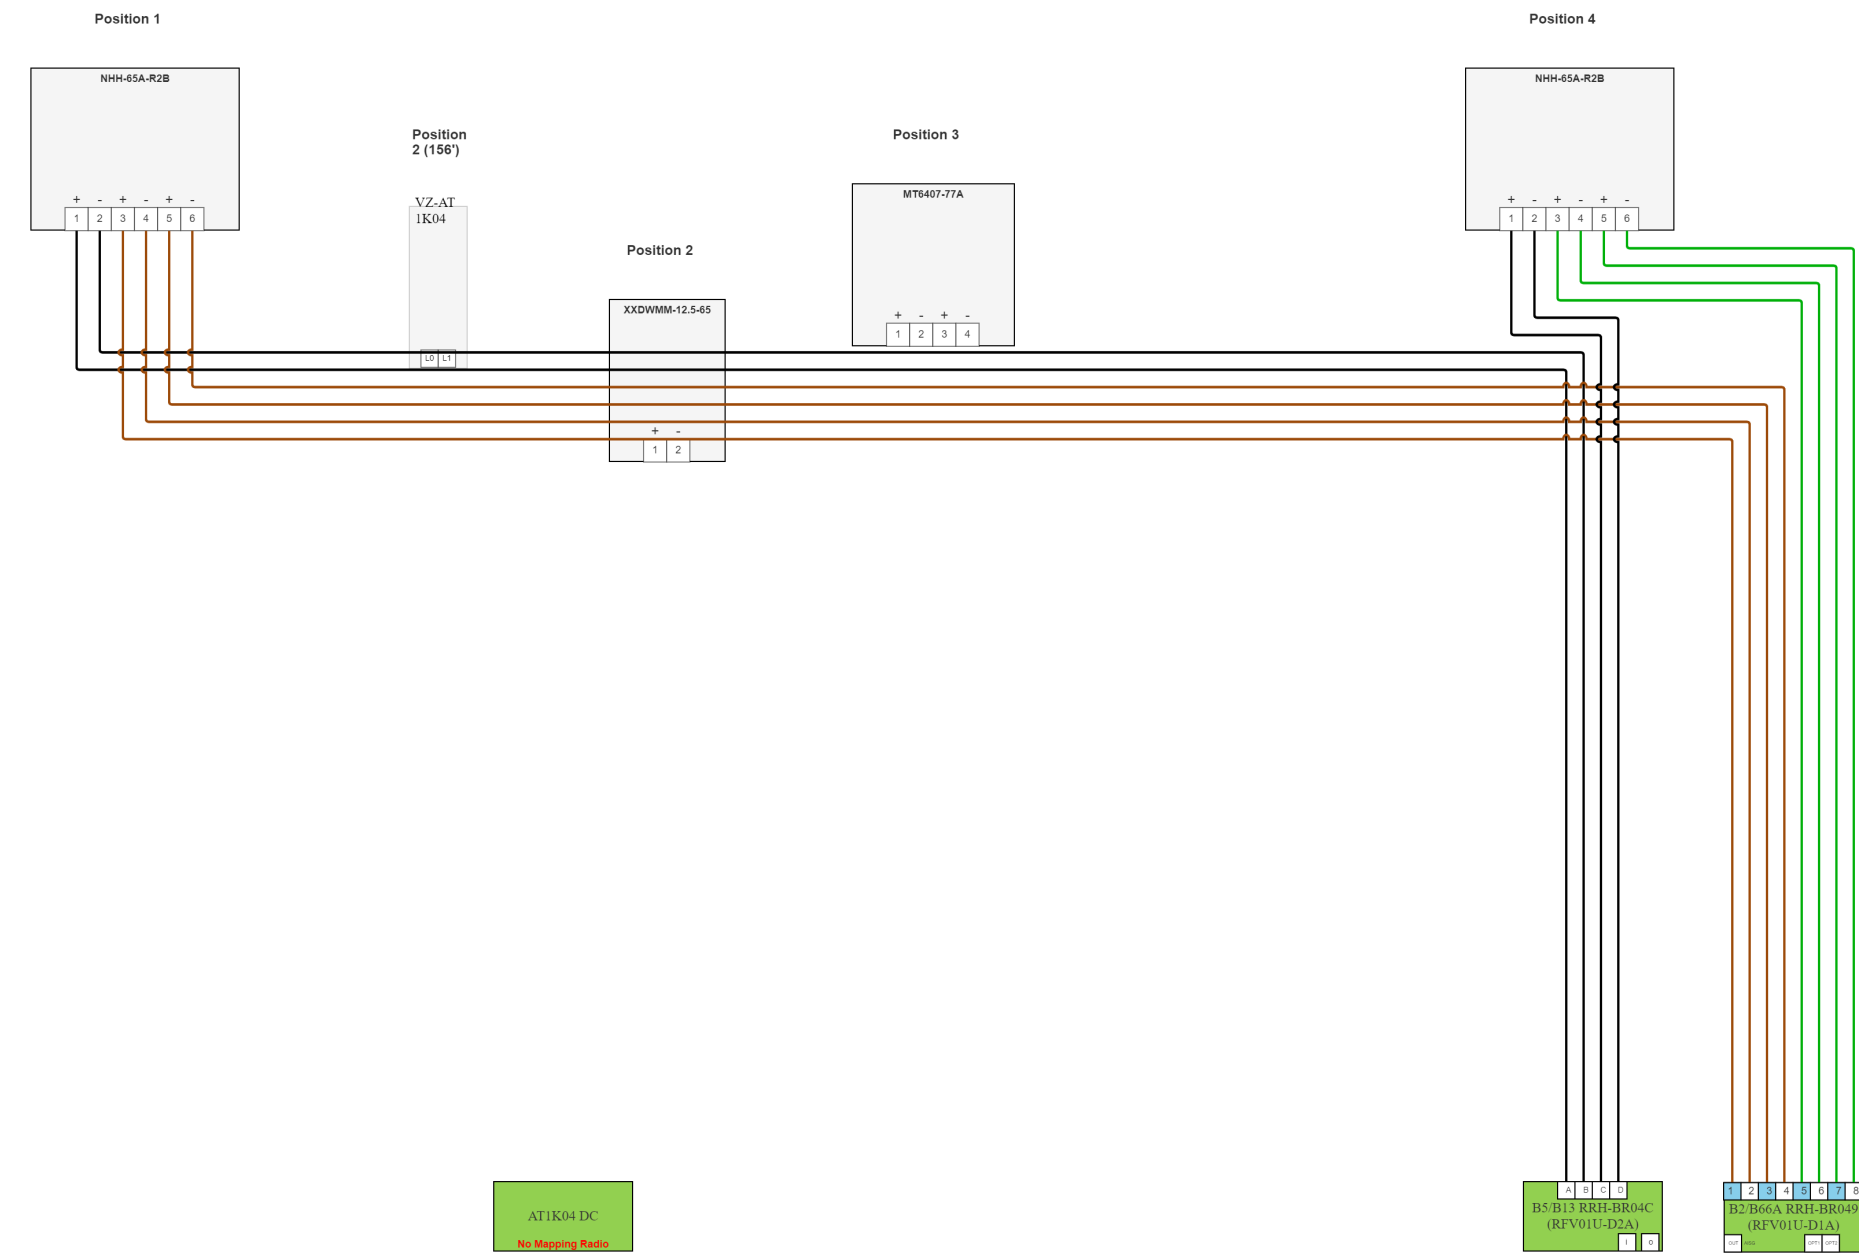 Position 1
Position 4
NHH-65A-R2B
NHH-65A-R2B
Position
2 (156')
Position 3
VZ-AT
1K04
MT6407-77A
+ - + - + -
1 2 3 4 5 6
+ - + - + -
1 2 3 4 5 6
Position 2
XXDWMM-12.5-65
+ - + -
1 2 3 4
L0 L1
+ -
1 2
AT1K04 DC
No Mapping Radio
A B C D
B5/B13 RRH-BR04C
(RFV01U-D2A)
I O
1 2 3 4 5 6 7 8
B2/B66A RRH-BR049
(RFV01U-D1A)
OUT OPT1 OPT2